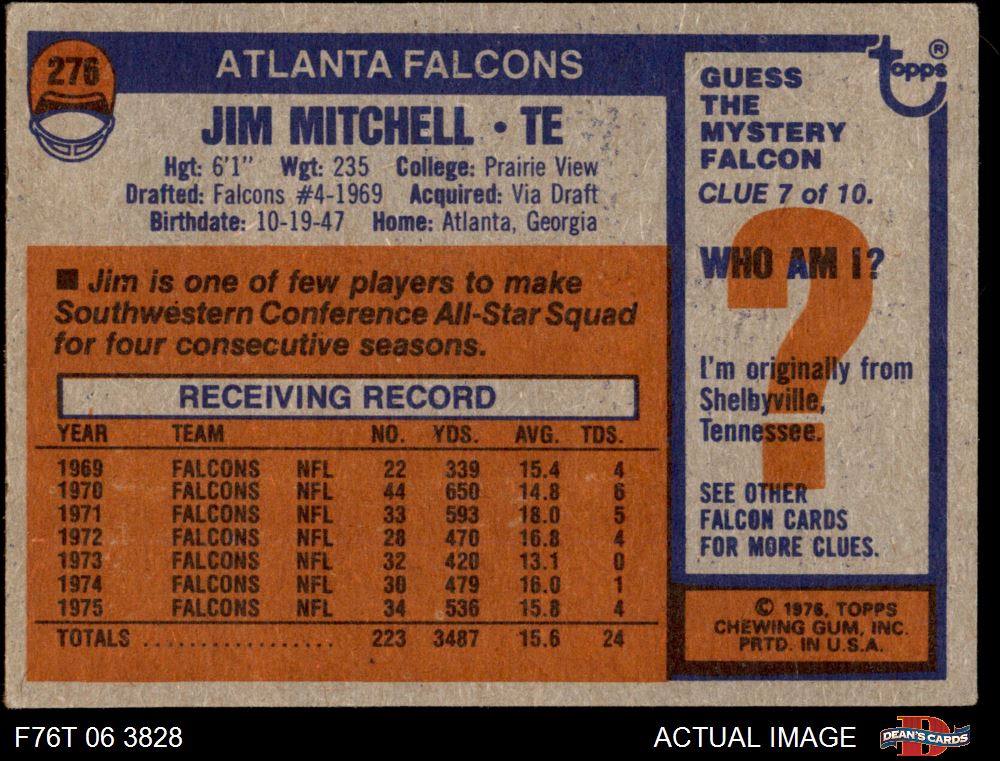 276
ATLANTA FALCONS
JIM MITCHELL • TE
Hgt: 6'1" Wgt: 235 College: Prairie View
Drafted: Falcons #4-1969 Acquired: Via Draft
Birthdate: 10-19-47 Home: Atlanta, Georgia
■ Jim is one of few players to make
Southwestern Conference All-Star Squad
for four consecutive seasons.
RECEIVING RECORD
YEAR TEAM NO. YDS. AVG. TDS.
1969 FALCONS NFL 22 339 15.4 4
1970 FALCONS NFL 44 650 14.8 6
1971 FALCONS NFL 33 593 18.0 5
1972 FALCONS NFL 28 470 16.8 4
1973 FALCONS NFL 32 420 13.1 0
1974 FALCONS NFL 30 479 16.0 1
1975 FALCONS NFL 34 536 15.8 4
TOTALS ................. 223 3487 15.6 24
topps ®
GUESS
THE
MYSTERY
FALCON
CLUE 7 of 10.
?
WHO AM I?
I'm originally from
Shelbyville,
Tennessee.
SEE OTHER
FALCON CARDS
FOR MORE CLUES.
© 1976, TOPPS
CHEWING GUM, INC.
PRTD. IN U.S.A.
F76T 06 3828
ACTUAL IMAGE
D
DEAN'S CARDS